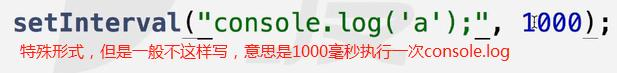 setInterval("console.log('a');", 1000);
特殊形式，但是一般不这样写，意思是1000毫秒执行一次console.log